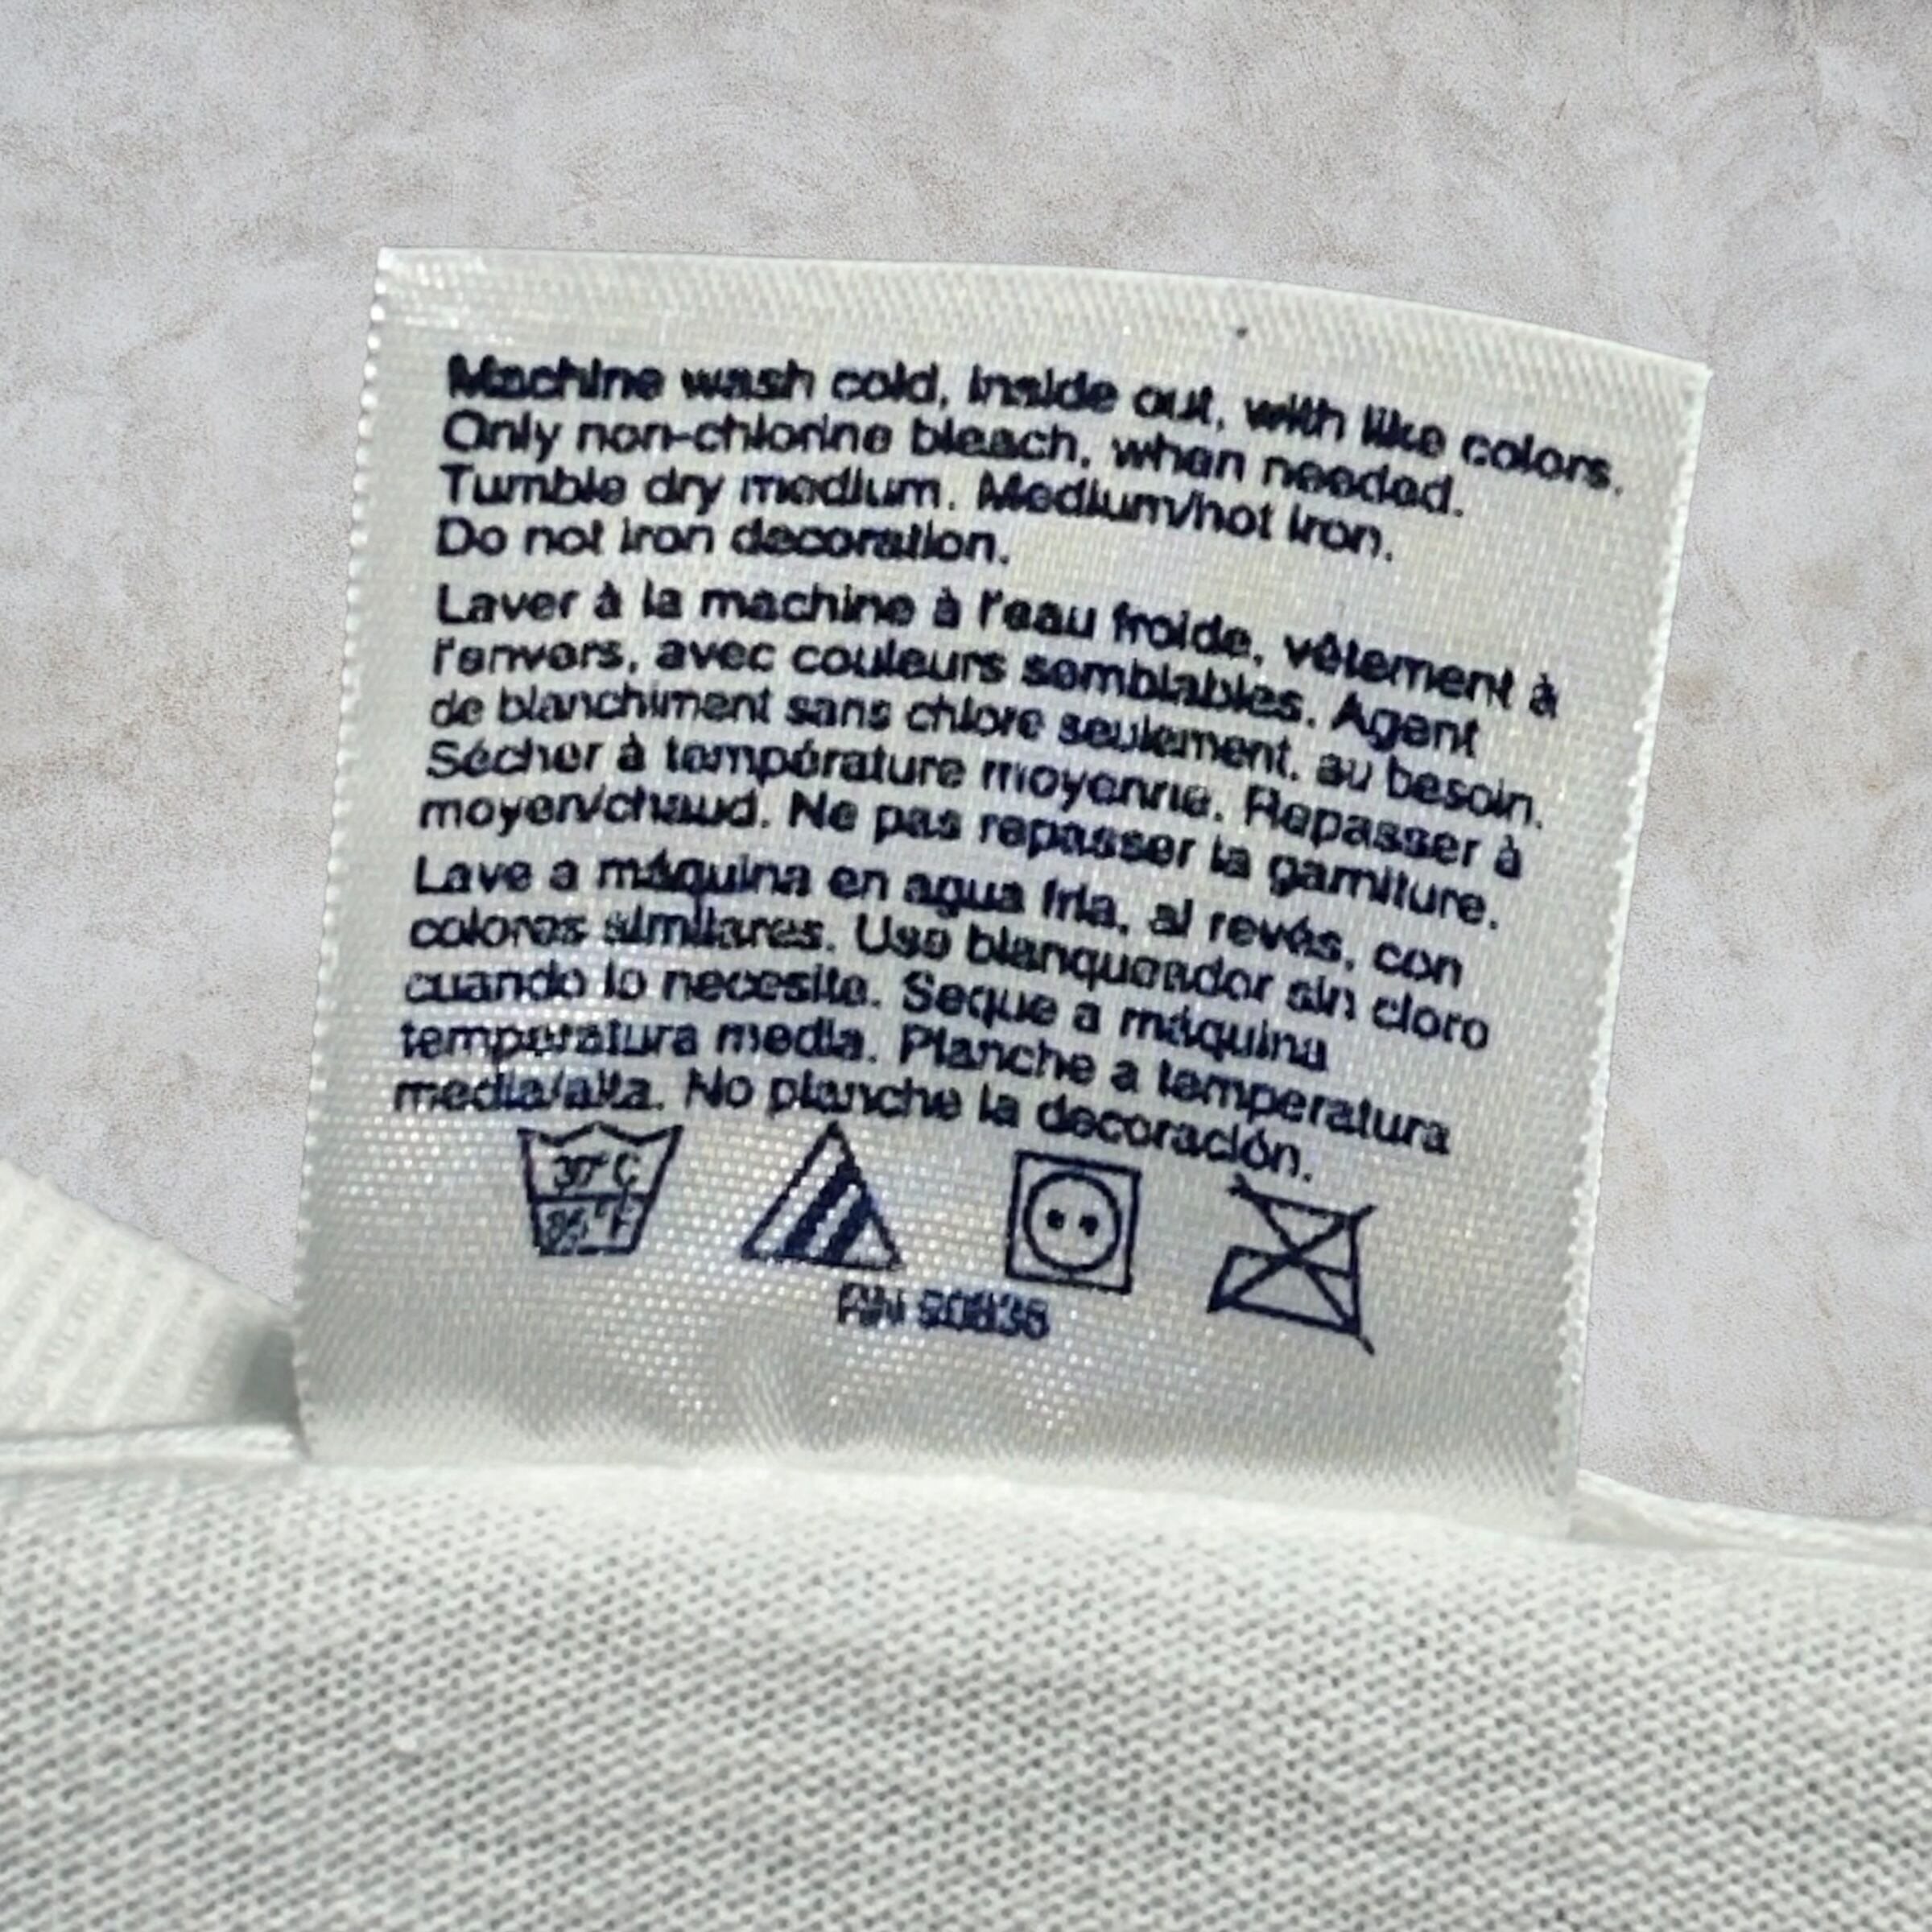 Machine wash cold, inside out, with like colors.
Only non-chlorine bleach, when needed.
Tumble dry medium. Medium/hot iron.
Do not iron decoration.
Laver à la machine à l'eau froide, vêtement à
l'envers, avec couleurs semblables. Agent
de blanchiment sans chlore seulement, au besoin.
Sécher à température moyenne. Repasser à
moyen/chaud. Ne pas repasser la garniture.
Lave a máquina en agua fría, al revés, con
colores similares. Use blanqueador sin cloro
cuando lo necesite. Seque a máquina
temperatura media. Planche a temperatura
media/alta. No planche la decoración.
°C
°F
RN